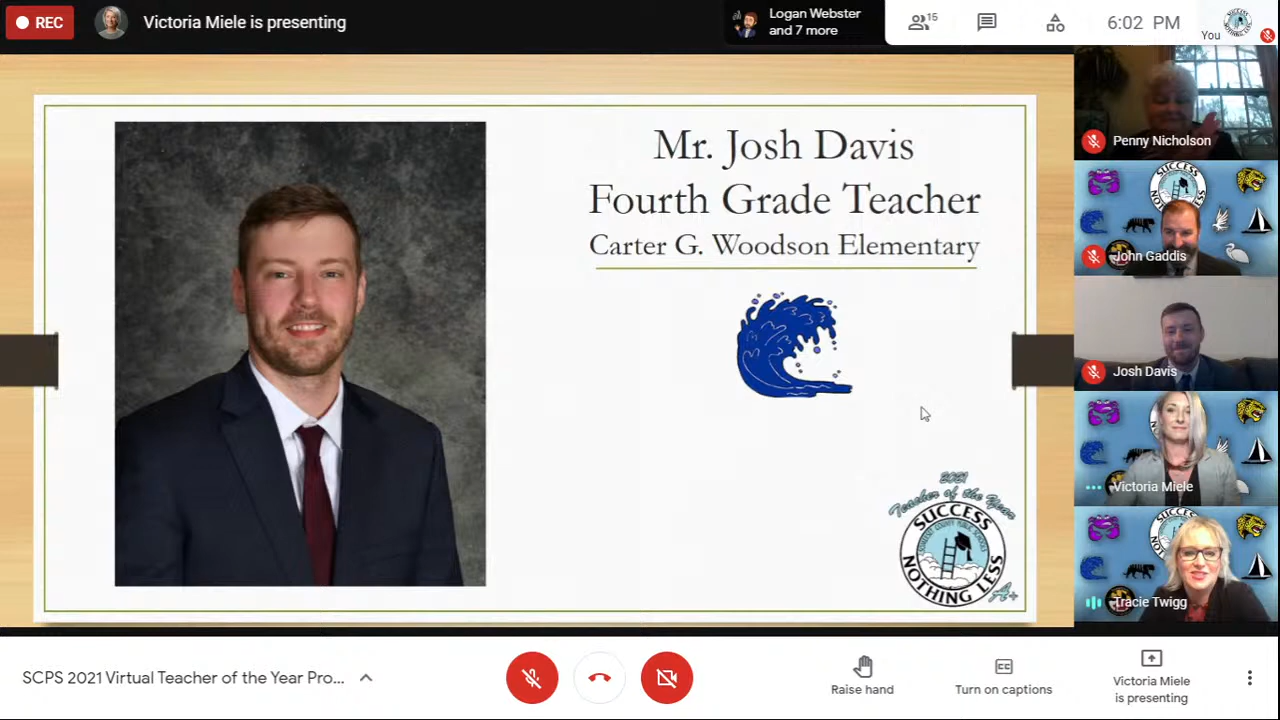 REC
Victoria Miele is presenting
Logan Webster
and 7 more
15
6:02 PM
You
Mr. Josh Davis
Fourth Grade Teacher
Carter G. Woodson Elementary
2021
Teacher of the Year
SUCCESS
NOTHING LESS
A+
Penny Nicholson
John Gaddis
Josh Davis
Victoria Miele
Tracie Twigg
SCPS 2021 Virtual Teacher of the Year Pro...
Raise hand
Turn on captions
Victoria Miele
is presenting